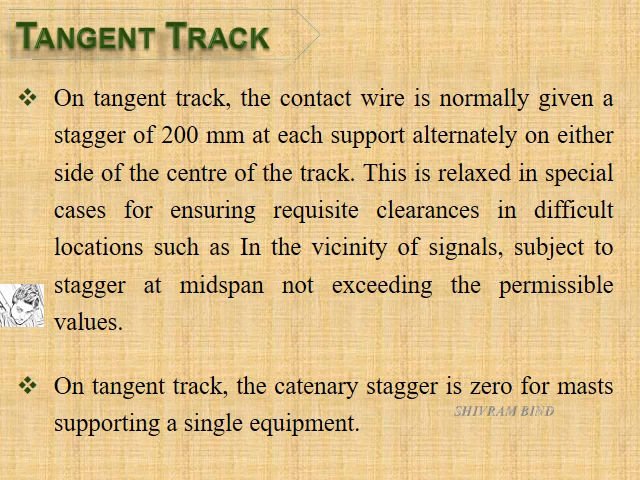 TANGENT TRACK
❖ On tangent track, the contact wire is normally given a
stagger of 200 mm at each support alternately on either
side of the centre of the track. This is relaxed in special
cases for ensuring requisite clearances in difficult
locations such as In the vicinity of signals, subject to
stagger at midspan not exceeding the permissible
values.
❖ On tangent track, the catenary stagger is zero for masts
supporting a single equipment.
SHIVRAM BIND